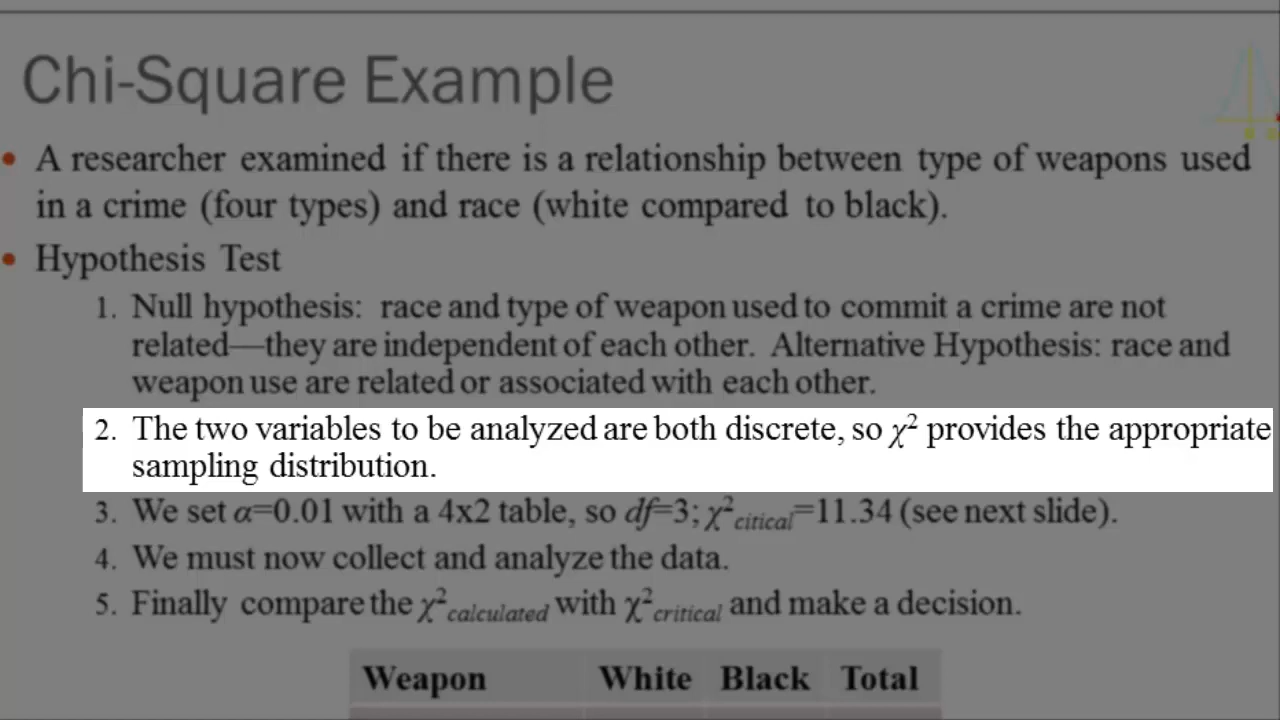 Chi-Square Example
• A researcher examined if there is a relationship between type of weapons used
in a crime (four types) and race (white compared to black).
• Hypothesis Test
1. Null hypothesis: race and type of weapon used to commit a crime are not
related—they are independent of each other. Alternative Hypothesis: race and
weapon use are related or associated with each other.
2. The two variables to be analyzed are both discrete, so χ² provides the appropriate
sampling distribution.
3. We set α=0.01 with a 4x2 table, so df=3; χ²citical=11.34 (see next slide).
4. We must now collect and analyze the data.
5. Finally compare the χ²calculated with χ²critical and make a decision.
Weapon White Black Total